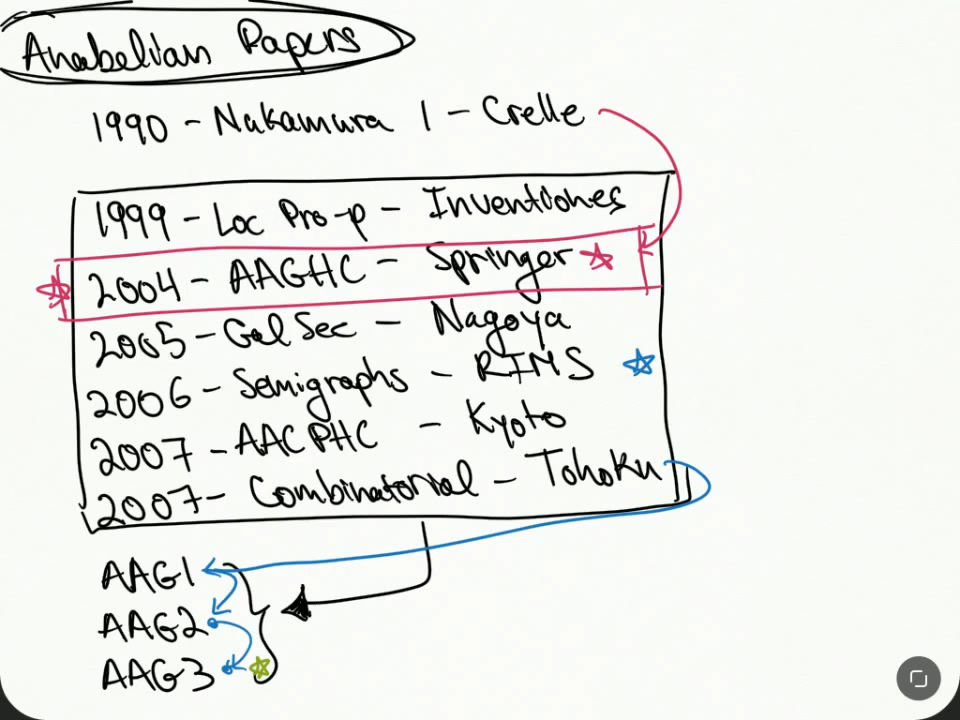 Anabelian Papers
1990 - Nakamura 1 - Crelle
1999 - Loc Pro-p - Inventiones
2004 - AAGHC - Springer
2005 - Gal Sec - Nagoya
2006 - Semigraphs - RIMS
2007 - AACPHC - Kyoto
2007 - Combinatorial - Tohoku
AAG1
AAG2
AAG3